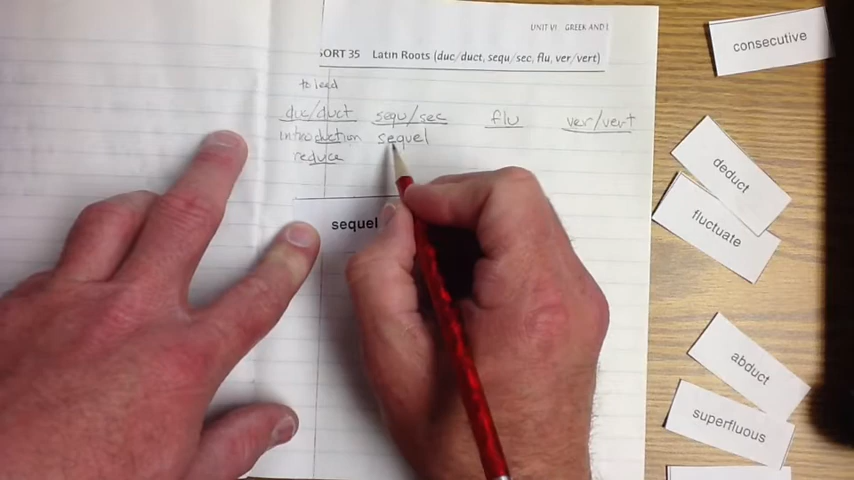 UNIT VI GREEK AND
SORT 35 Latin Roots (duc/duct, sequ/sec, flu, ver/vert)
to lead
duc/duct sequ/sec flu ver/vert
introduction sequel
reduce
sequel
consecutive
deduct
fluctuate
abduct
superfluous